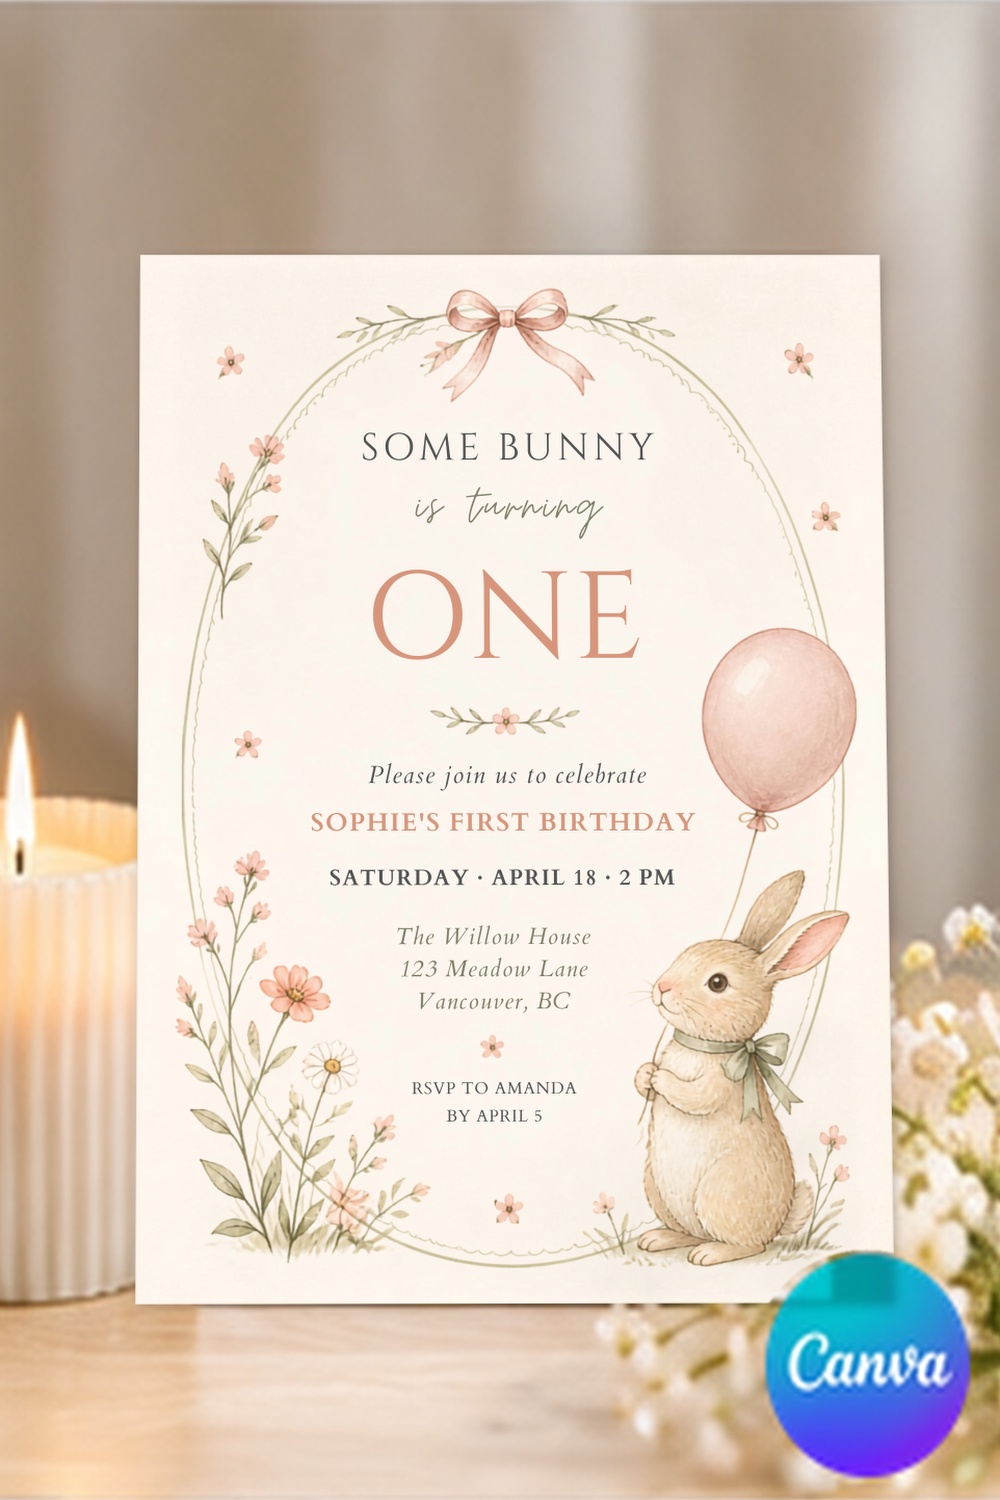 SOME BUNNY
is turning
ONE
Please join us to celebrate
SOPHIE'S FIRST BIRTHDAY
SATURDAY · APRIL 18 · 2 PM
The Willow House
123 Meadow Lane
Vancouver, BC
RSVP TO AMANDA
BY APRIL 5
Canva